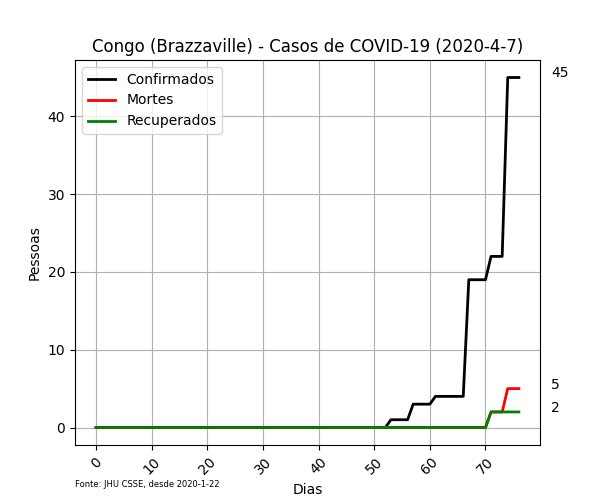 Congo (Brazzaville) - Casos de COVID-19 (2020-4-7)
Confirmados
Mortes
Recuperados
45
5
2
Pessoas
40
30
20
10
0
0 10 20 30 40 50 60 70
Dias
Fonte: JHU CSSE, desde 2020-1-22